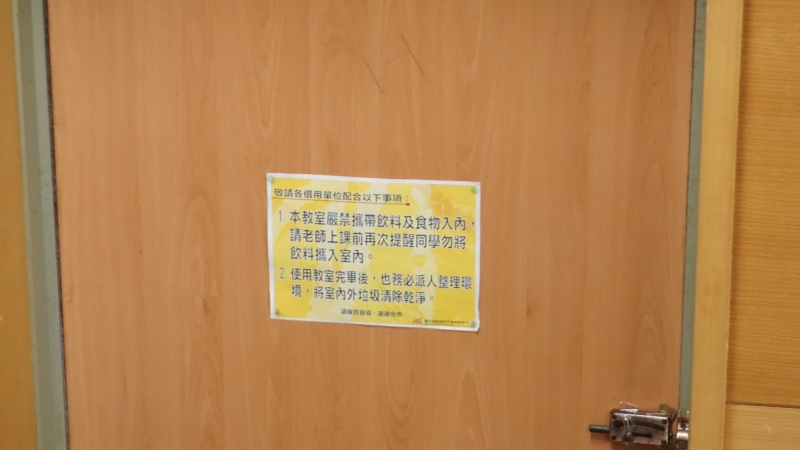 敬請各借用單位配合以下事項：
1. 本教室嚴禁攜帶飲料及食物入內，
請老師上課前再次提醒同學勿將
飲料攜入室內。
2. 使用教室完畢後，也務必派人整理環
境，將室內外垃圾清除乾淨。
請確實遵循，謝謝合作